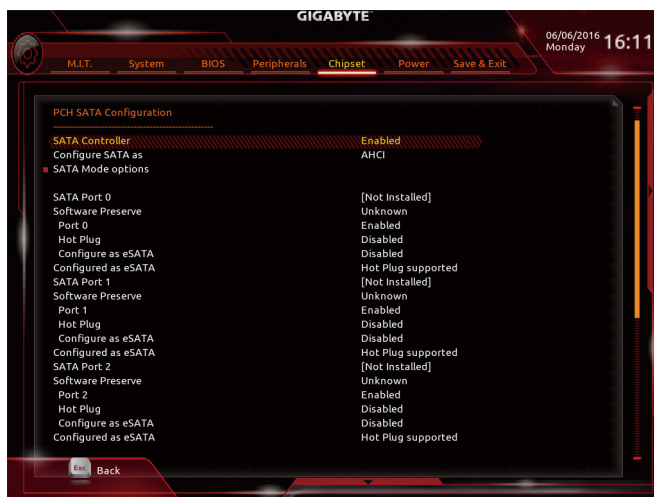 GIGABYTE
06/06/2016 Monday 16:11
M.I.T. System BIOS Peripherals Chipset Power Save & Exit
PCH SATA Configuration
SATA Controller Enabled
Configure SATA as AHCI
SATA Mode options
SATA Port 0 [Not Installed]
Software Preserve Unknown
Port 0 Enabled
Hot Plug Disabled
Configure as eSATA Disabled
Configured as eSATA Hot Plug supported
SATA Port 1 [Not Installed]
Software Preserve Unknown
Port 1 Enabled
Hot Plug Disabled
Configure as eSATA Disabled
Configured as eSATA Hot Plug supported
SATA Port 2 [Not Installed]
Software Preserve Unknown
Port 2 Enabled
Hot Plug Disabled
Configure as eSATA Disabled
Configured as eSATA Hot Plug supported
Esc Back